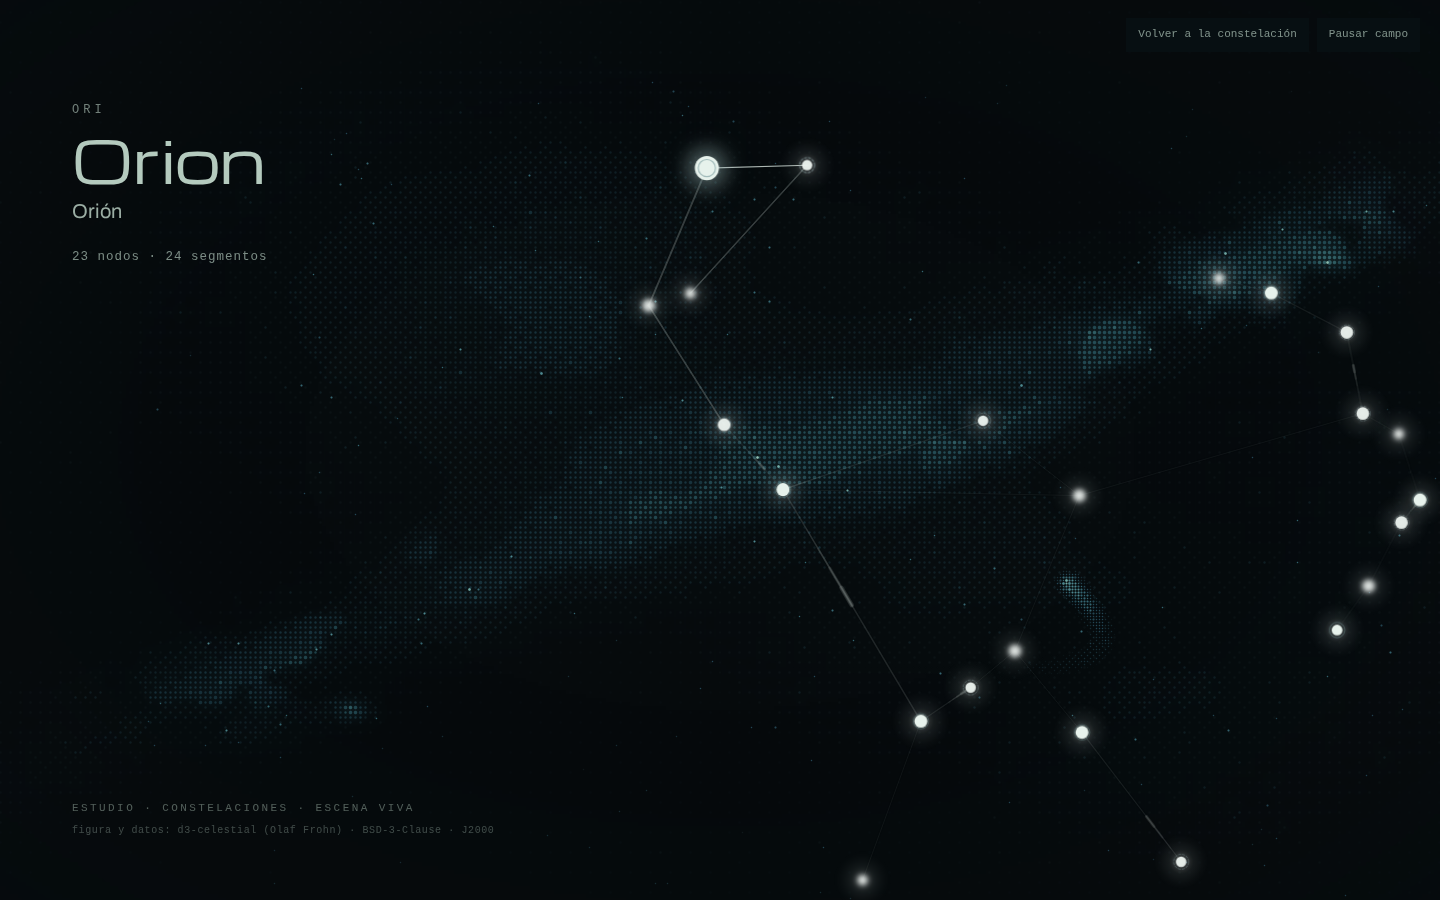 Volver a la constelación
Pausar campo
ORI
Orion
Orión
23 nodos · 24 segmentos
ESTUDIO · CONSTELACIONES · ESCENA VIVA
figura y datos: d3-celestial (Olaf Frohn) · BSD-3-Clause · J2000